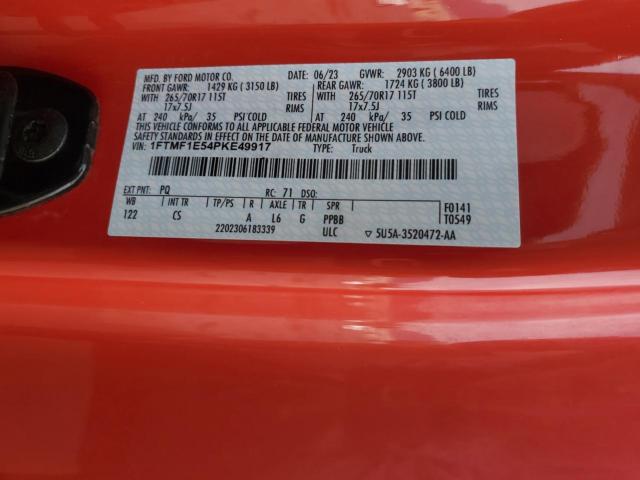 MFD. BY FORD MOTOR CO. DATE: 06/23 GVWR: 2903 KG ( 6400 LB)
FRONT GAWR: 1429 KG ( 3150 LB) REAR GAWR: 1724 KG ( 3800 LB)
WITH 265/70R17 115T TIRES WITH 265/70R17 115T TIRES
17x7.5J RIMS 17x7.5J RIMS
AT 240 kPa/ 35 PSI COLD AT 240 kPa/ 35 PSI COLD
THIS VEHICLE CONFORMS TO ALL APPLICABLE FEDERAL MOTOR VEHICLE
SAFETY STANDARDS IN EFFECT ON THE DATE OF MANUFACTURE SHOWN ABOVE.
VIN: 1FTMF1E54PKE49917 TYPE: Truck
EXT PNT: PQ RC: 71 DSO:
WB INT TR TP/PS R AXLE TR SPR F0141
122 CS A L6 G PPBB T0549
2202306183339 ULC ▽ 5U5A-3520472-AA